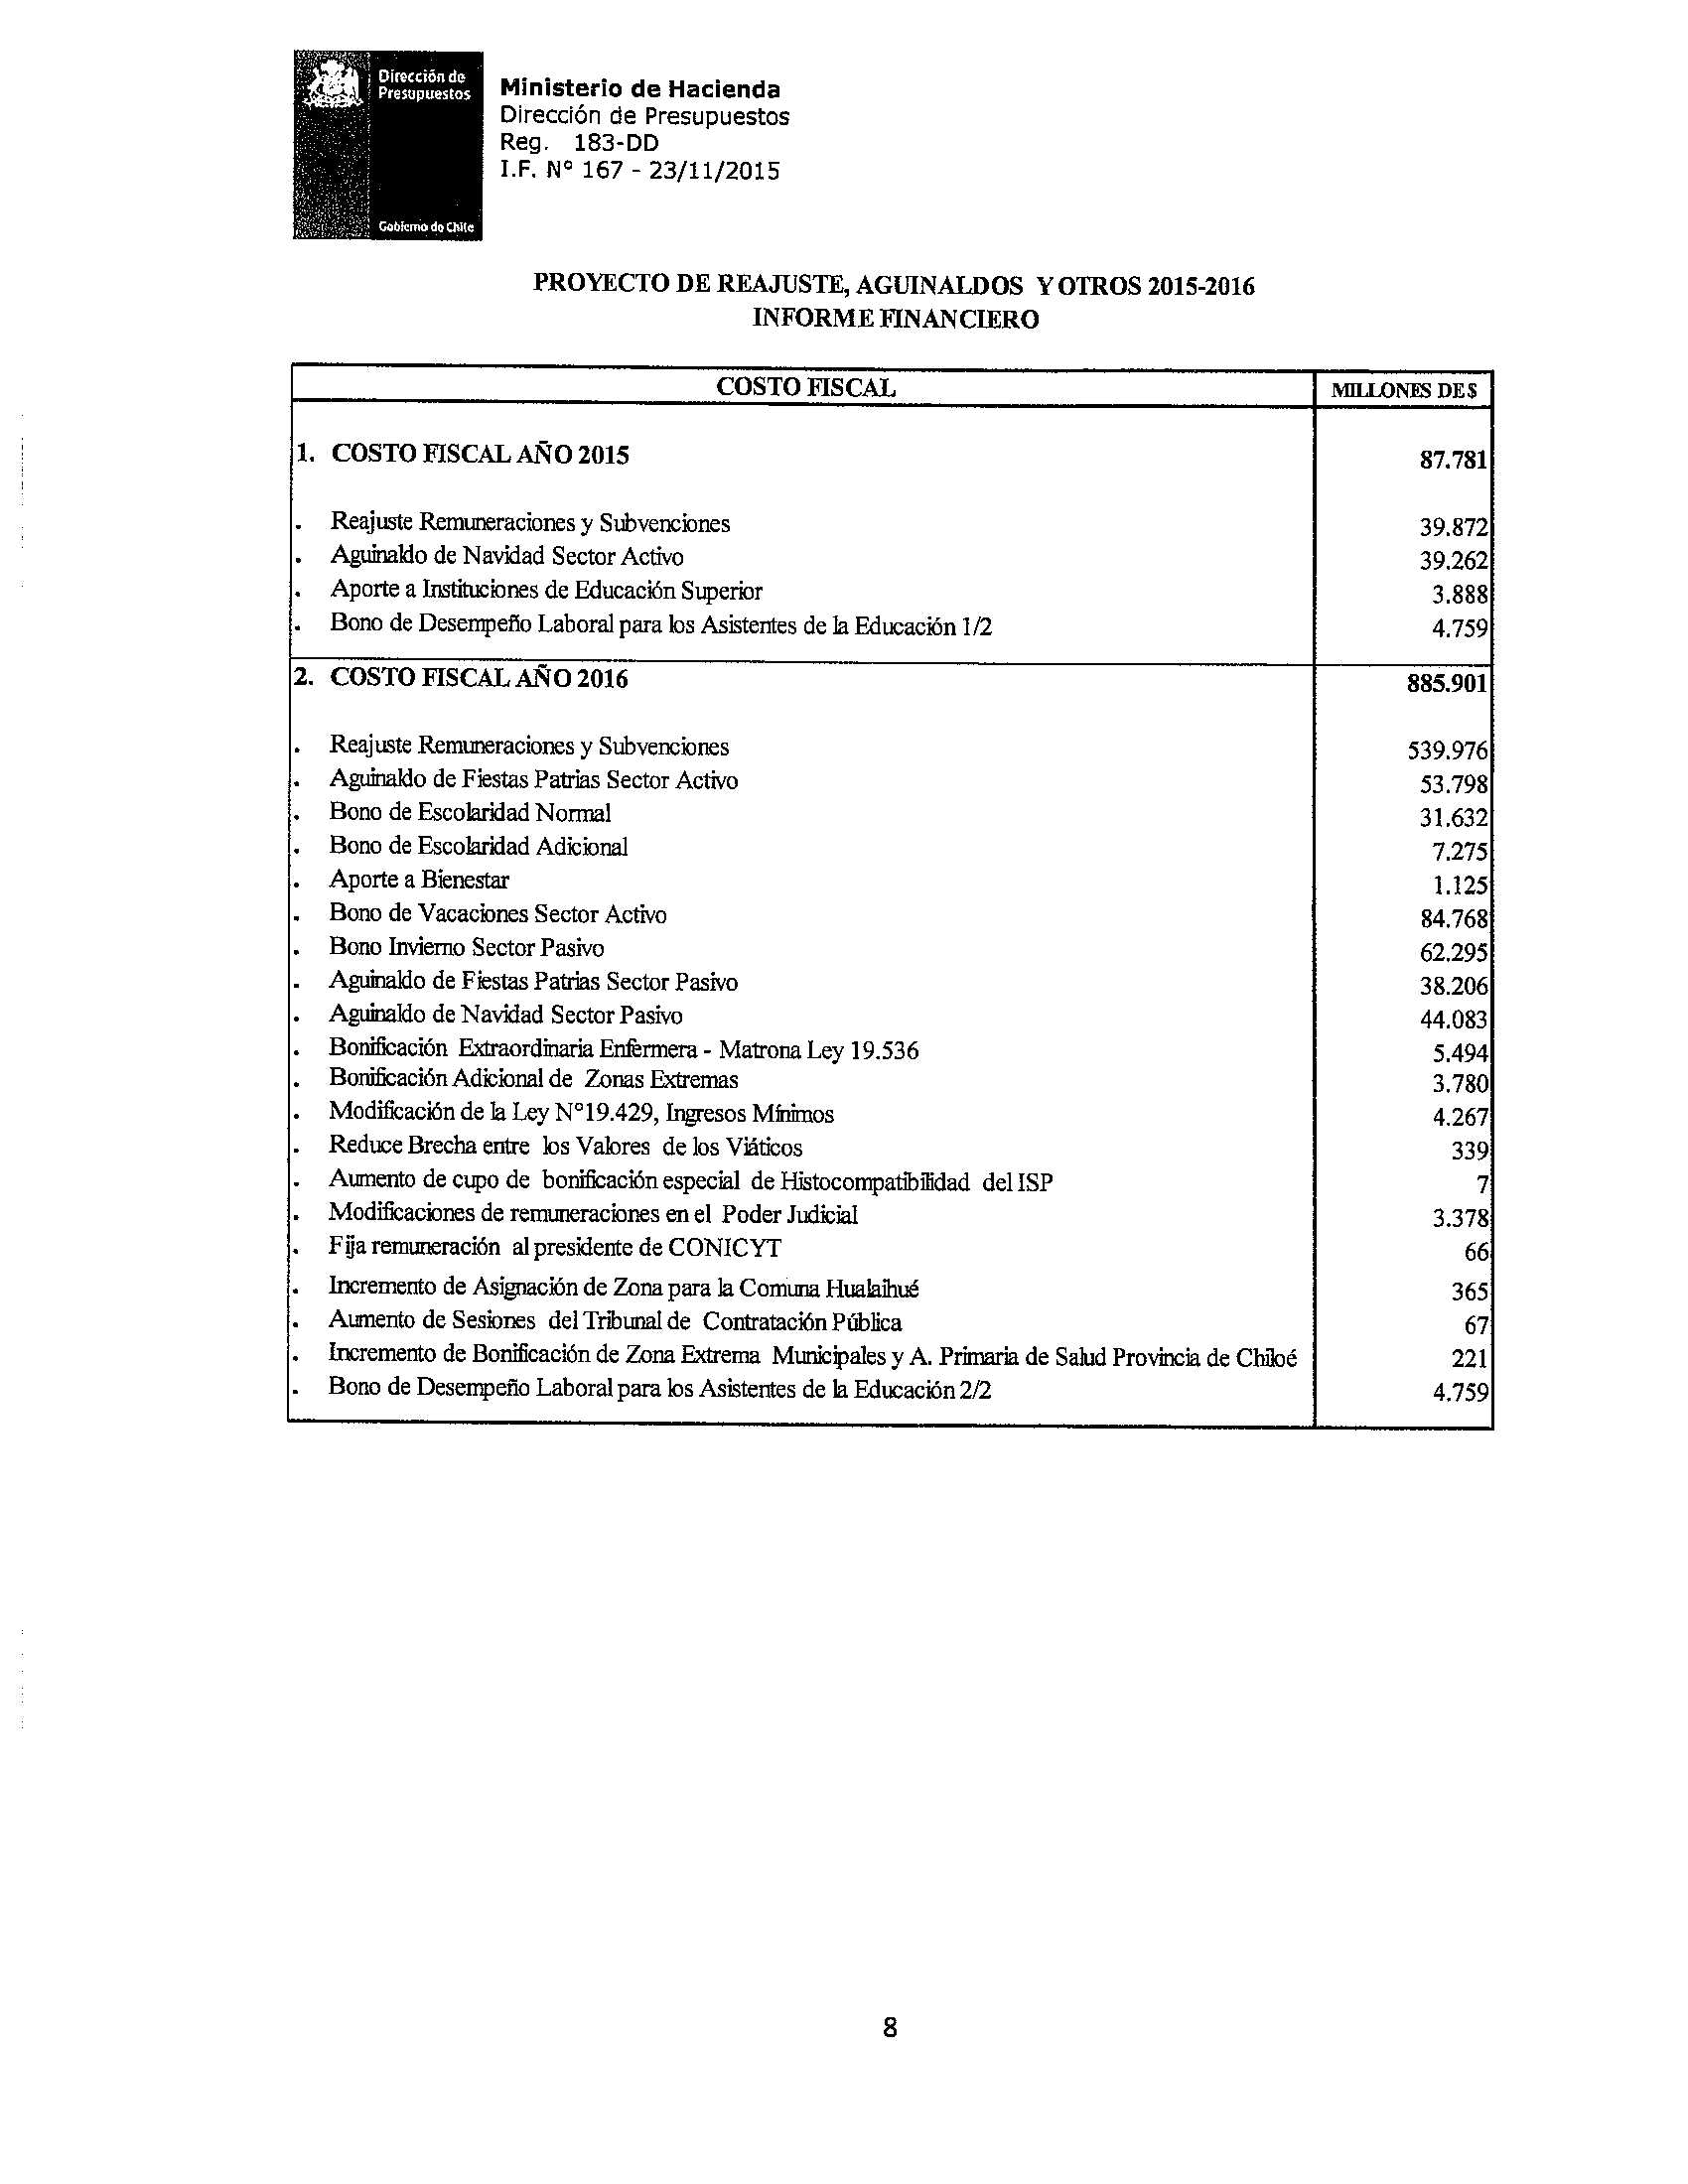 Dirección de
Presupuestos
Gobierno de Chile
Ministerio de Hacienda
Dirección de Presupuestos
Reg. 183-DD
I.F. Nº 167 - 23/11/2015
PROYECTO DE REAJUSTE, AGUINALDOS Y OTROS 2015-2016
INFORME FINANCIERO
COSTO FISCAL MILLONES DE $
1. COSTO FISCAL AÑO 2015 87.781
. Reajuste Remuneraciones y Subvenciones 39.872
. Aguinaldo de Navidad Sector Activo 39.262
. Aporte a Instituciones de Educación Superior 3.888
. Bono de Desempeño Laboral para los Asistentes de la Educación 1/2 4.759
2. COSTO FISCAL AÑO 2016 885.901
. Reajuste Remuneraciones y Subvenciones 539.976
. Aguinaldo de Fiestas Patrias Sector Activo 53.798
. Bono de Escolaridad Normal 31.632
. Bono de Escolaridad Adicional 7.275
. Aporte a Bienestar 1.125
. Bono de Vacaciones Sector Activo 84.768
. Bono Invierno Sector Pasivo 62.295
. Aguinaldo de Fiestas Patrias Sector Pasivo 38.206
. Aguinaldo de Navidad Sector Pasivo 44.083
. Bonificación Extraordinaria Enfermera - Matrona Ley 19.536 5.494
. Bonificación Adicional de Zonas Extremas 3.780
. Modificación de la Ley N°19.429, Ingresos Mínimos 4.267
. Reduce Brecha entre los Valores de los Viáticos 339
. Aumento de cupo de bonificación especial de Histocompatibilidad del ISP 7
. Modificaciones de remuneraciones en el Poder Judicial 3.378
. Fija remuneración al presidente de CONICYT 66
. Incremento de Asignación de Zona para la Comuna Hualaihué 365
. Aumento de Sesiones del Tribunal de Contratación Pública 67
. Incremento de Bonificación de Zona Extrema Municipales y A. Primaria de Salud Provincia de Chiloé 221
. Bono de Desempeño Laboral para los Asistentes de la Educación 2/2 4.759
8